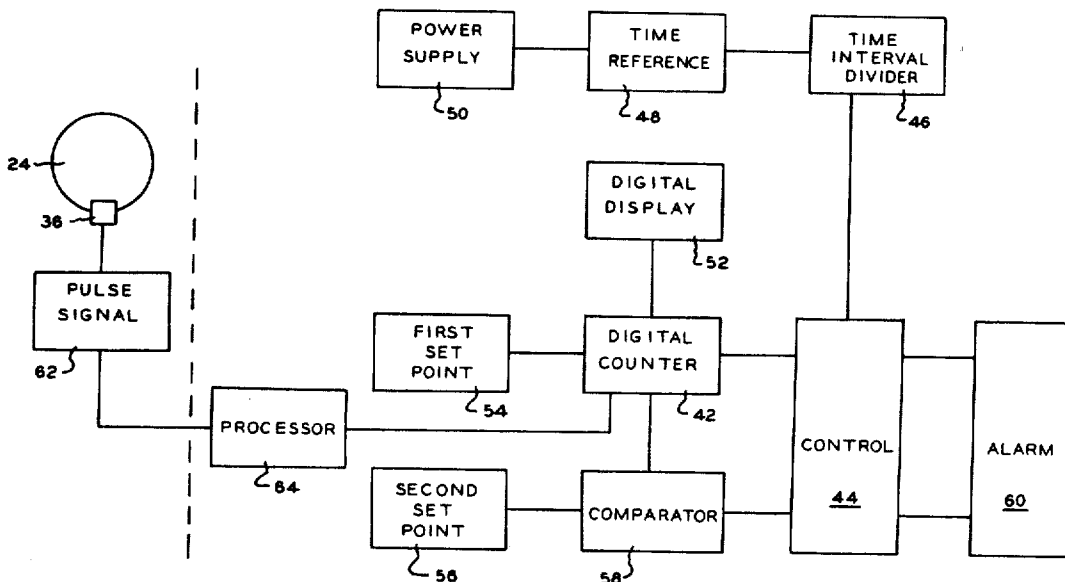 POWER
SUPPLY
50
TIME
REFERENCE
48
TIME
INTERVAL
DIVIDER
46
24
36
DIGITAL
DISPLAY
52
PULSE
SIGNAL
62
FIRST
SET
POINT
54
DIGITAL
COUNTER
42
PROCESSOR
64
SECOND
SET
POINT
56
COMPARATOR
58
CONTROL
44
ALARM
60